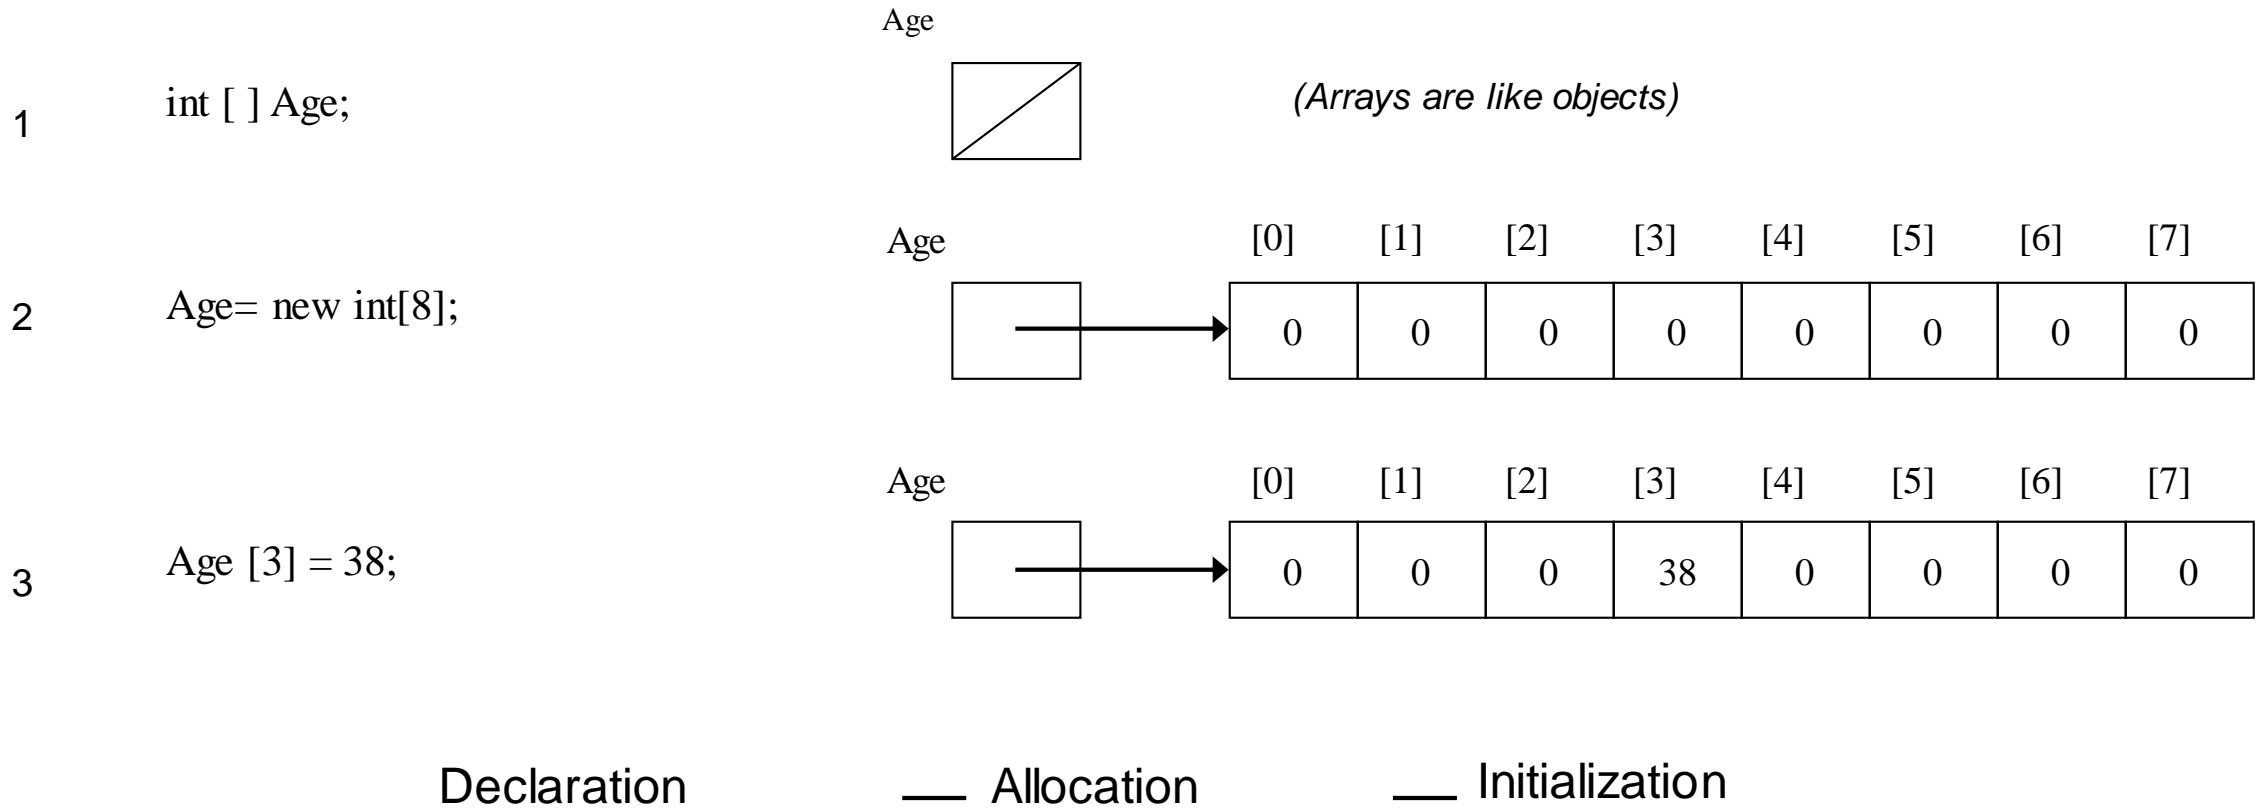 Age
1 int [ ] Age; (Arrays are like objects)
Age [0] [1] [2] [3] [4] [5] [6] [7]
2 Age= new int[8]; 0 0 0 0 0 0 0 0
Age [0] [1] [2] [3] [4] [5] [6] [7]
3 Age [3] = 38; 0 0 0 38 0 0 0 0
Declaration __ Allocation __ Initialization